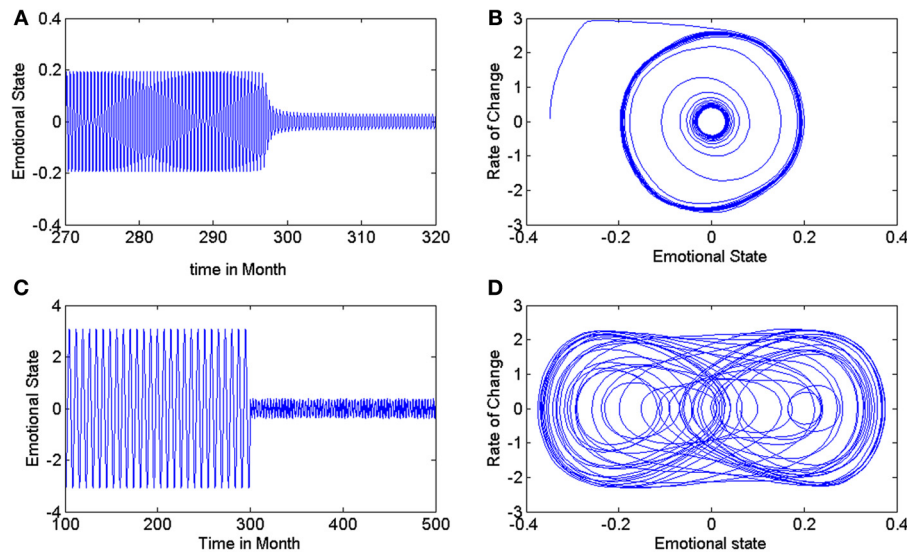 A
Emotional State
0.4
0.2
0
-0.2
-0.4
270 280 290 300 310 320
time in Month
B
Rate of Change
3
2
1
0
-1
-2
-3
-0.4 -0.2 0 0.2 0.4
Emotional State
C
Emotional State
4
2
0
-2
-4
100 200 300 400 500
Time in Month
D
Rate of Change
3
2
1
0
-1
-2
-3
-0.4 -0.2 0 0.2 0.4
Emotional state